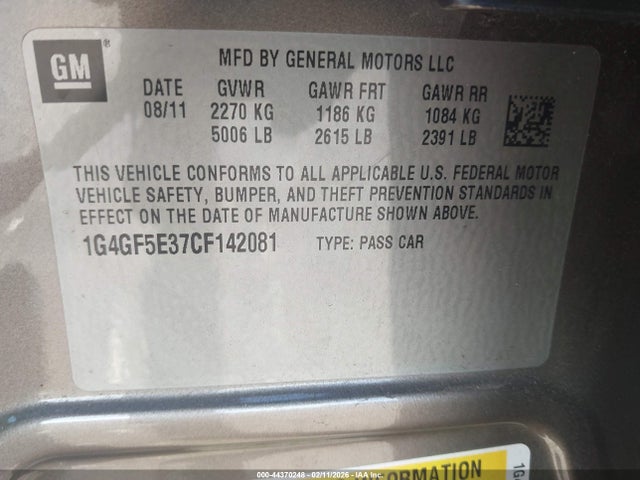 GM
MFD BY GENERAL MOTORS LLC
DATE GVWR GAWR FRT GAWR RR
08/11 2270 KG 1186 KG 1084 KG
5006 LB 2615 LB 2391 LB
THIS VEHICLE CONFORMS TO ALL APPLICABLE U.S. FEDERAL MOTOR
VEHICLE SAFETY, BUMPER, AND THEFT PREVENTION STANDARDS IN
EFFECT ON THE DATE OF MANUFACTURE SHOWN ABOVE.
1G4GF5E37CF142081 TYPE: PASS CAR
000-44370248 - 02/11/2026 - IAA Inc.